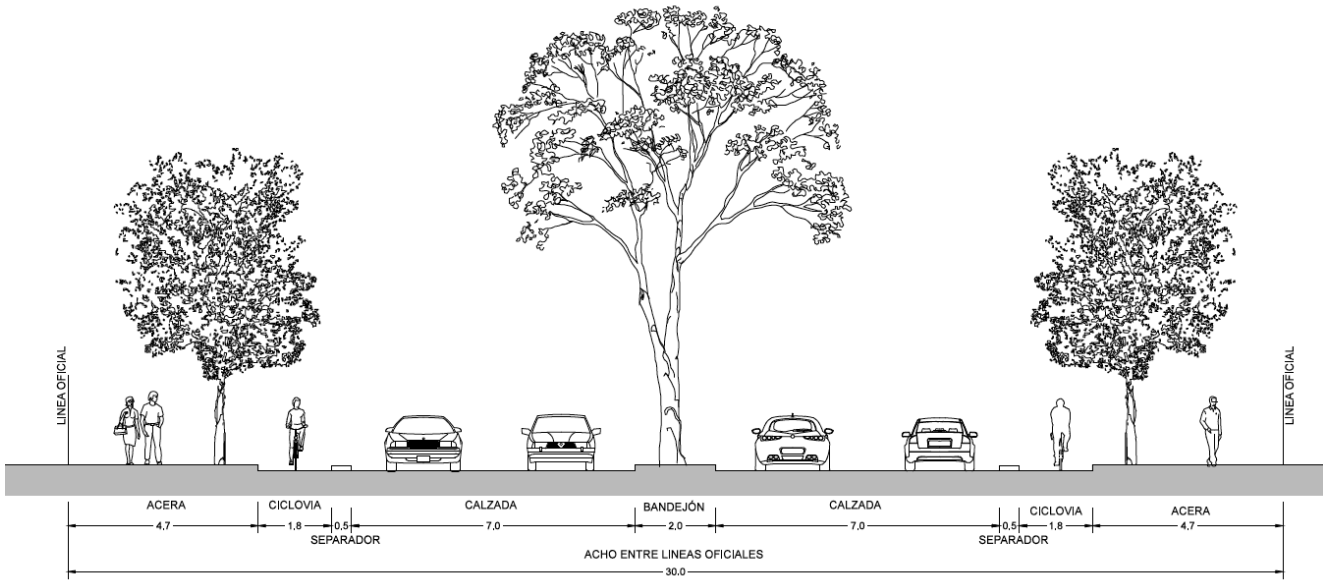 LINEA OFICIAL
LINEA OFICIAL
ACERA CICLOVIA CALZADA BANDEJÓN CALZADA CICLOVIA ACERA
4,7 1,8 0,5 7,0 2,0 7,0 0,5 1,8 4,7
SEPARADOR SEPARADOR
ACHO ENTRE LINEAS OFICIALES
30.0